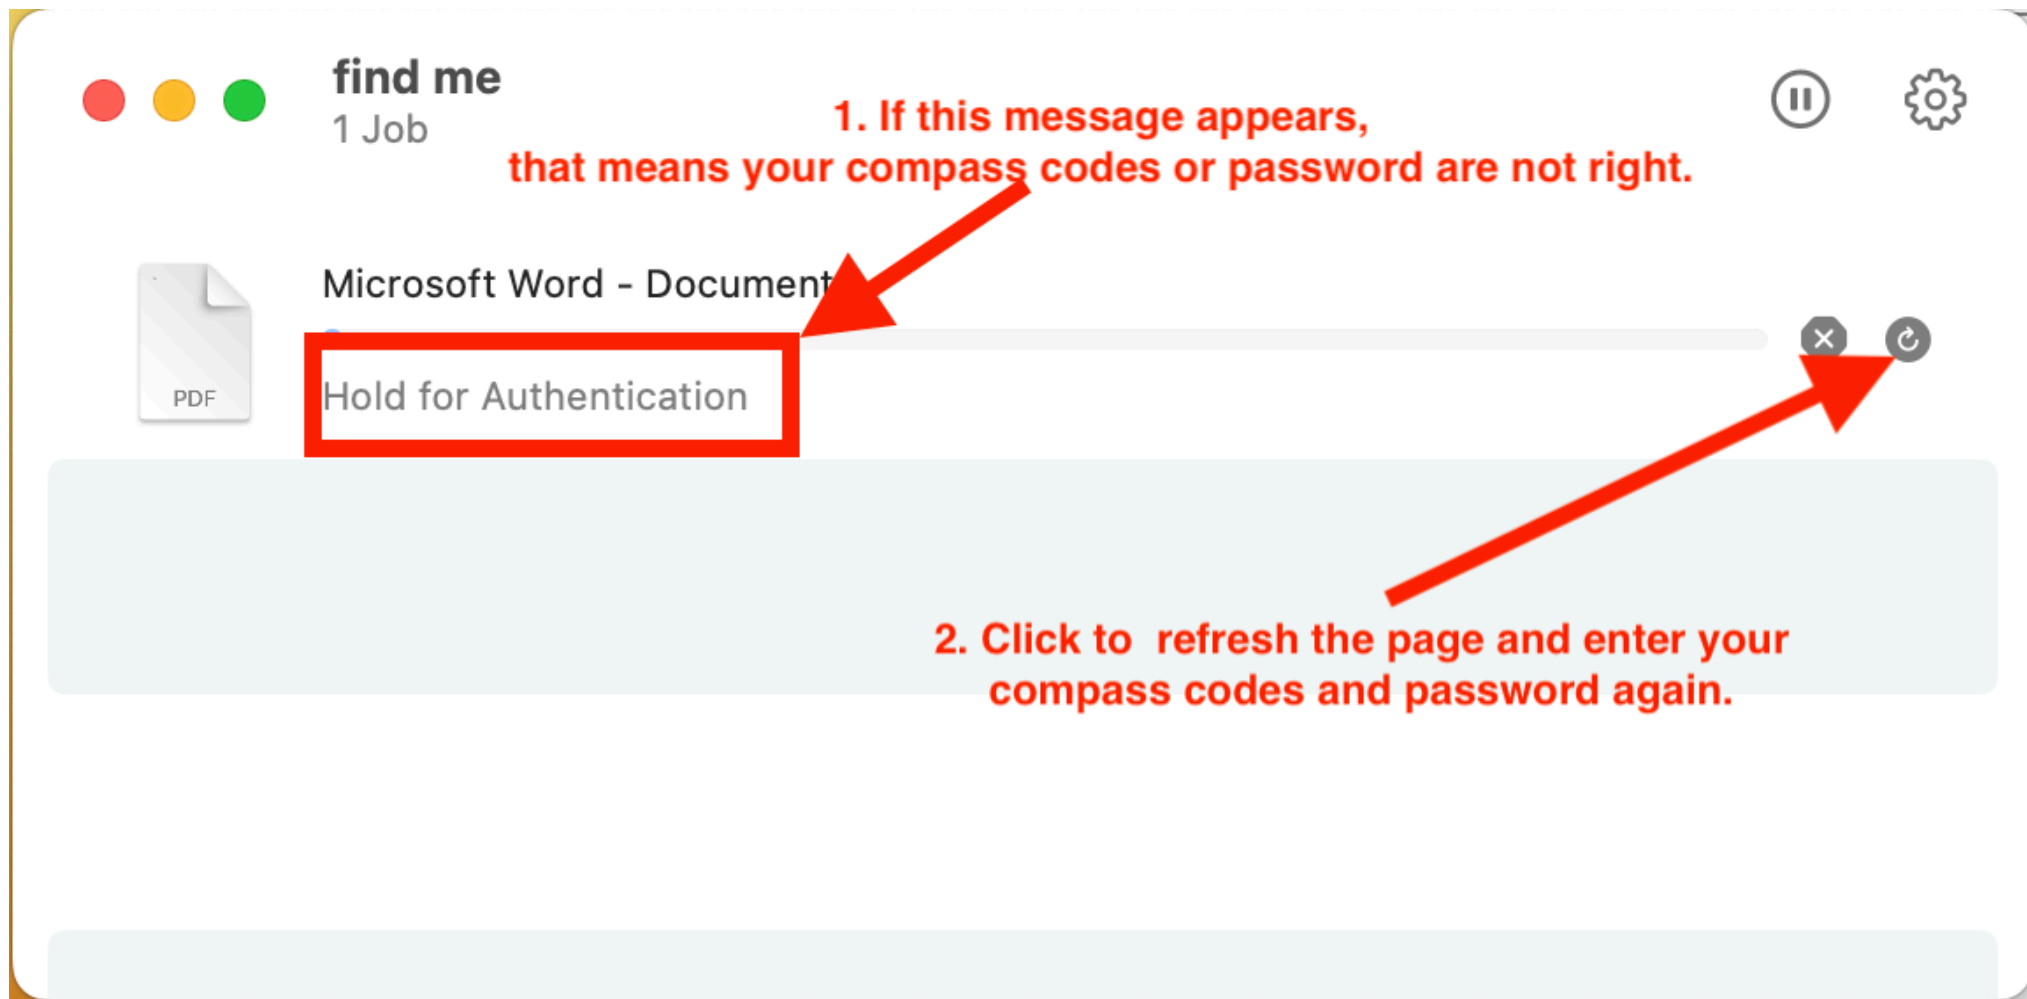 find me
1 Job
1. If this message appears,
that means your compass codes or password are not right.
Microsoft Word - Document
PDF
Hold for Authentication
2. Click to  refresh the page and enter your
compass codes and password again.